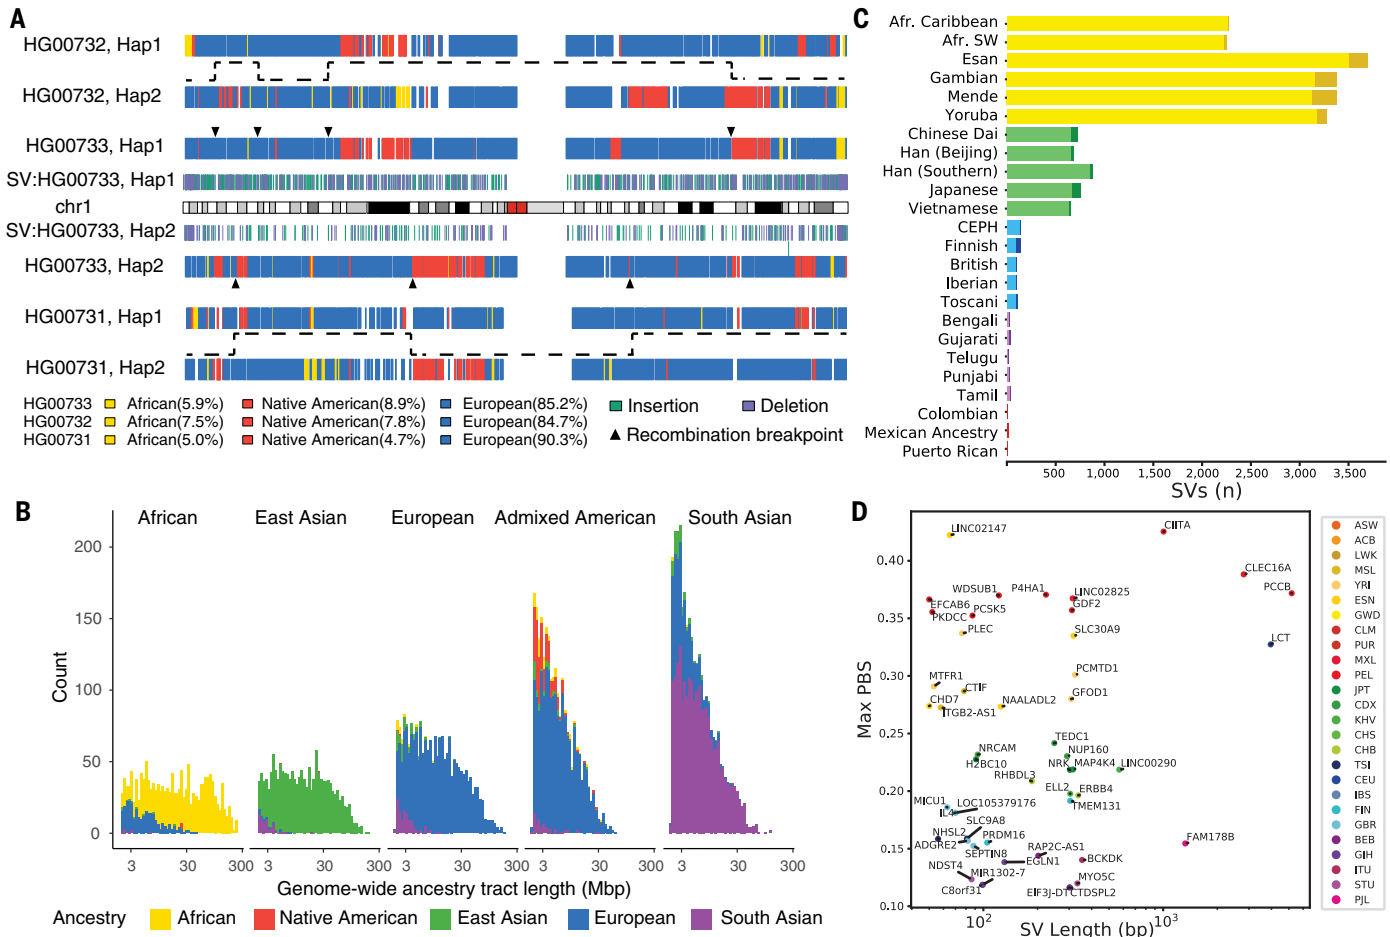 A
HG00732, Hap1
HG00732, Hap2
HG00733, Hap1
SV:HG00733, Hap1
chr1
SV:HG00733, Hap2
HG00733, Hap2
HG00731, Hap1
HG00731, Hap2
HG00733 African(5.9%) Native American(8.9%) European(85.2%)
HG00732 African(7.5%) Native American(7.8%) European(84.7%)
HG00731 African(5.0%) Native American(4.7%) European(90.3%)
Insertion Deletion
Recombination breakpoint
B
African East Asian European Admixed American South Asian
Count
200
150
100
50
0
3 30 300 3 30 300 3 30 300 3 30 300 3 30 300
Genome-wide ancestry tract length (Mbp)
Ancestry African Native American East Asian European South Asian
C
Afr. Caribbean
Afr. SW
Esan
Gambian
Mende
Yoruba
Chinese Dai
Han (Beijing)
Han (Southern)
Japanese
Vietnamese
CEPH
Finnish
British
Iberian
Toscani
Bengali
Gujarati
Telugu
Punjabi
Tamil
Colombian
Mexican Ancestry
Puerto Rican
500 1,000 1,500 2,000 2,500 3,000 3,500
SVs (n)
D
Max PBS
0.40
0.35
0.30
0.25
0.20
0.15
0.10
LINC02147
CIITA
CLEC16A
WDSUB1
P4HA1
LINC02825
PCCB
EFCAB6
PCSK5
GDF2
PKDCC
PLEC
SLC30A9
LCT
MTFR1
PCMTD1
CTIF
CHD7
NAALADL2
GFOD1
ITGB2-AS1
TEDC1
NRCAM
NUP160
H2BC10
NRK
MAP4K4
LINC00290
RHBDL3
ELL2
ERBB4
MICU1
LOC105379176
TMEM131
IL4
SLC9A8
NHSL2
PRDM16
FAM178B
ADGRE2
SEPTIN8
RAP2C-AS1
EGLN1
BCKDK
NDST4
MIR1302-7
MYO5C
C8orf31
EIF3J-DT
CTDSPL2
10²
10³
SV Length (bp)
ASW
ACB
LWK
MSL
YRI
ESN
GWD
CLM
PUR
MXL
PEL
JPT
CDX
KHV
CHS
CHB
TSI
CEU
IBS
FIN
GBR
BEB
GIH
ITU
STU
PJL